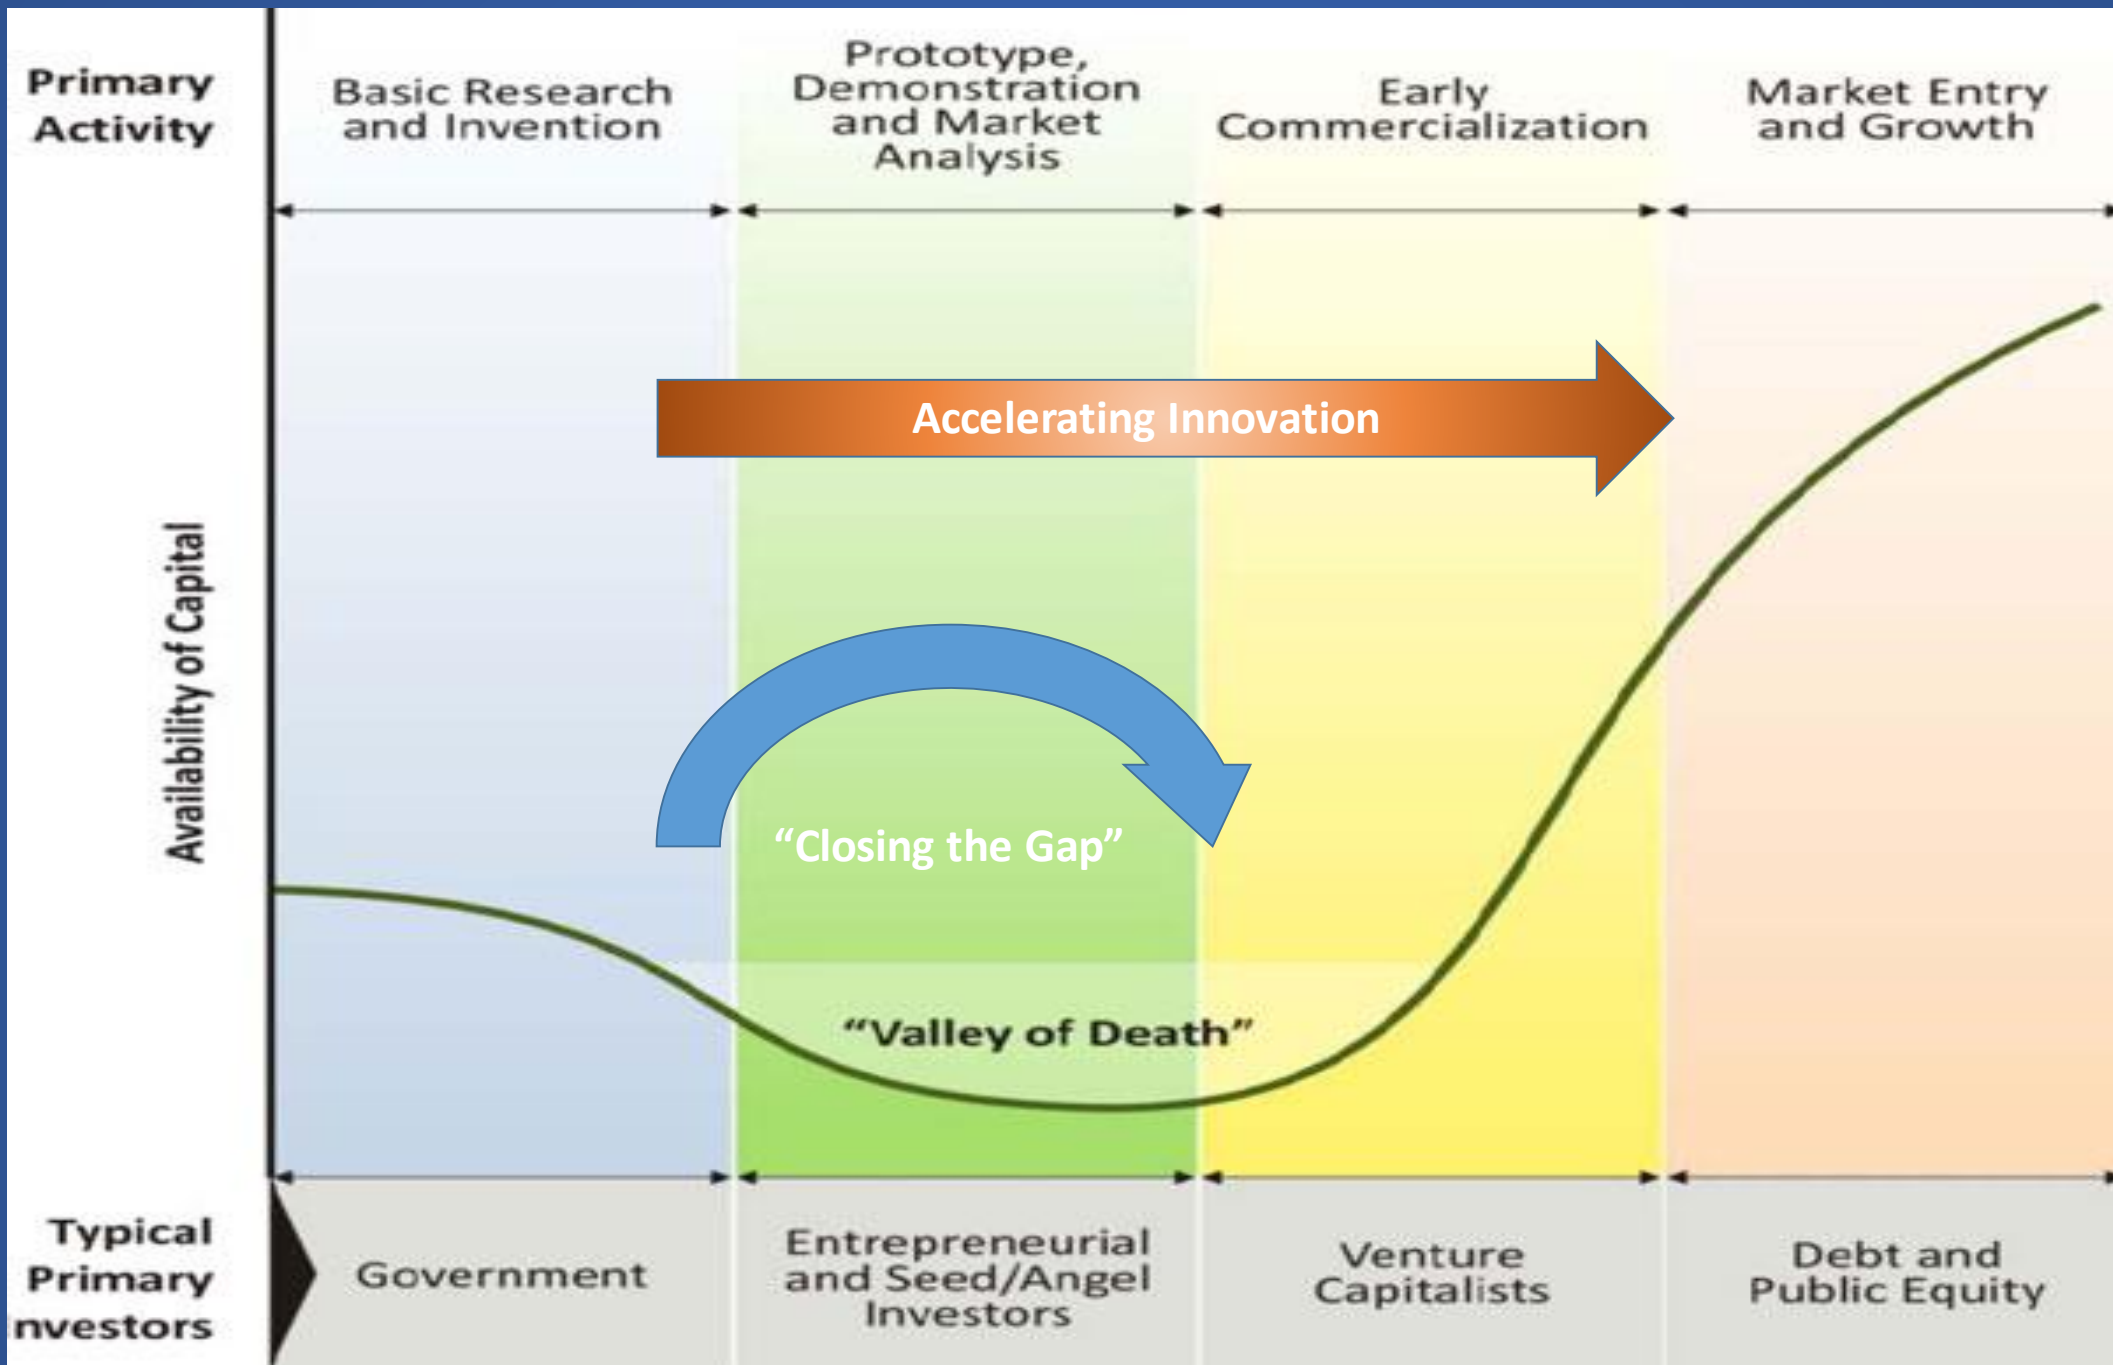 Primary
Activity
Basic Research
and Invention
Prototype,
Demonstration
and Market
Analysis
Early
Commercialization
Market Entry
and Growth
Accelerating Innovation
Availability of Capital
“Closing the Gap”
“Valley of Death”
Typical
Primary
nvestors
Government
Entrepreneurial
and Seed/Angel
Investors
Venture
Capitalists
Debt and
Public Equity